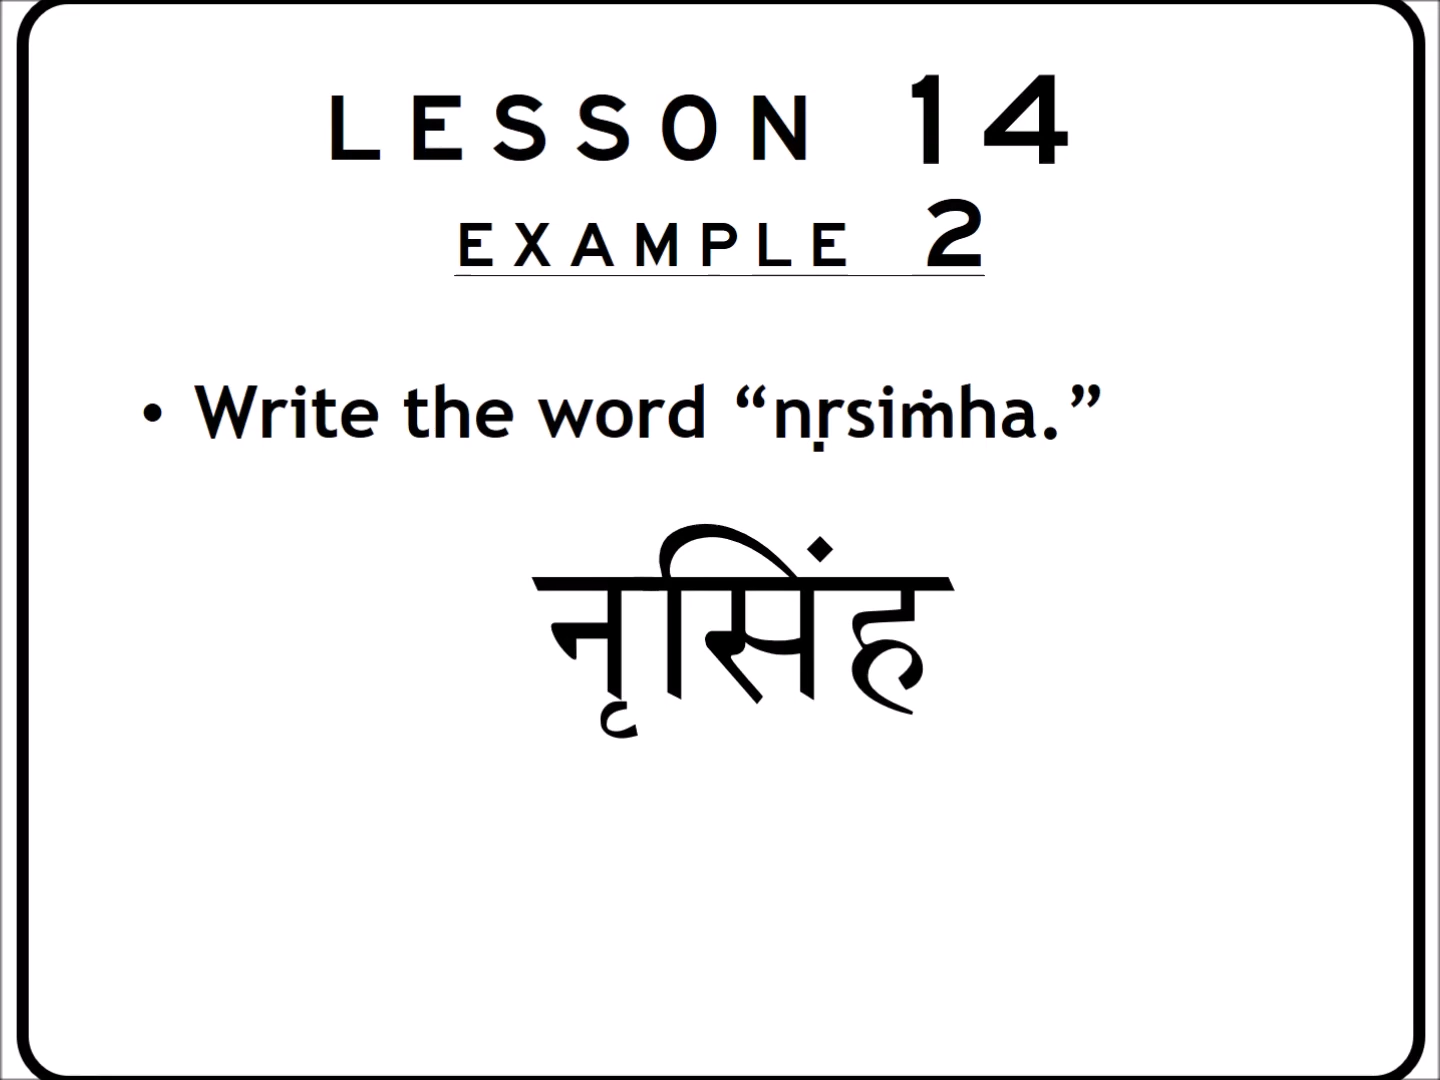 LESSON 14
EXAMPLE 2
• Write the word “nṛsiṁha.”
नृसिंह